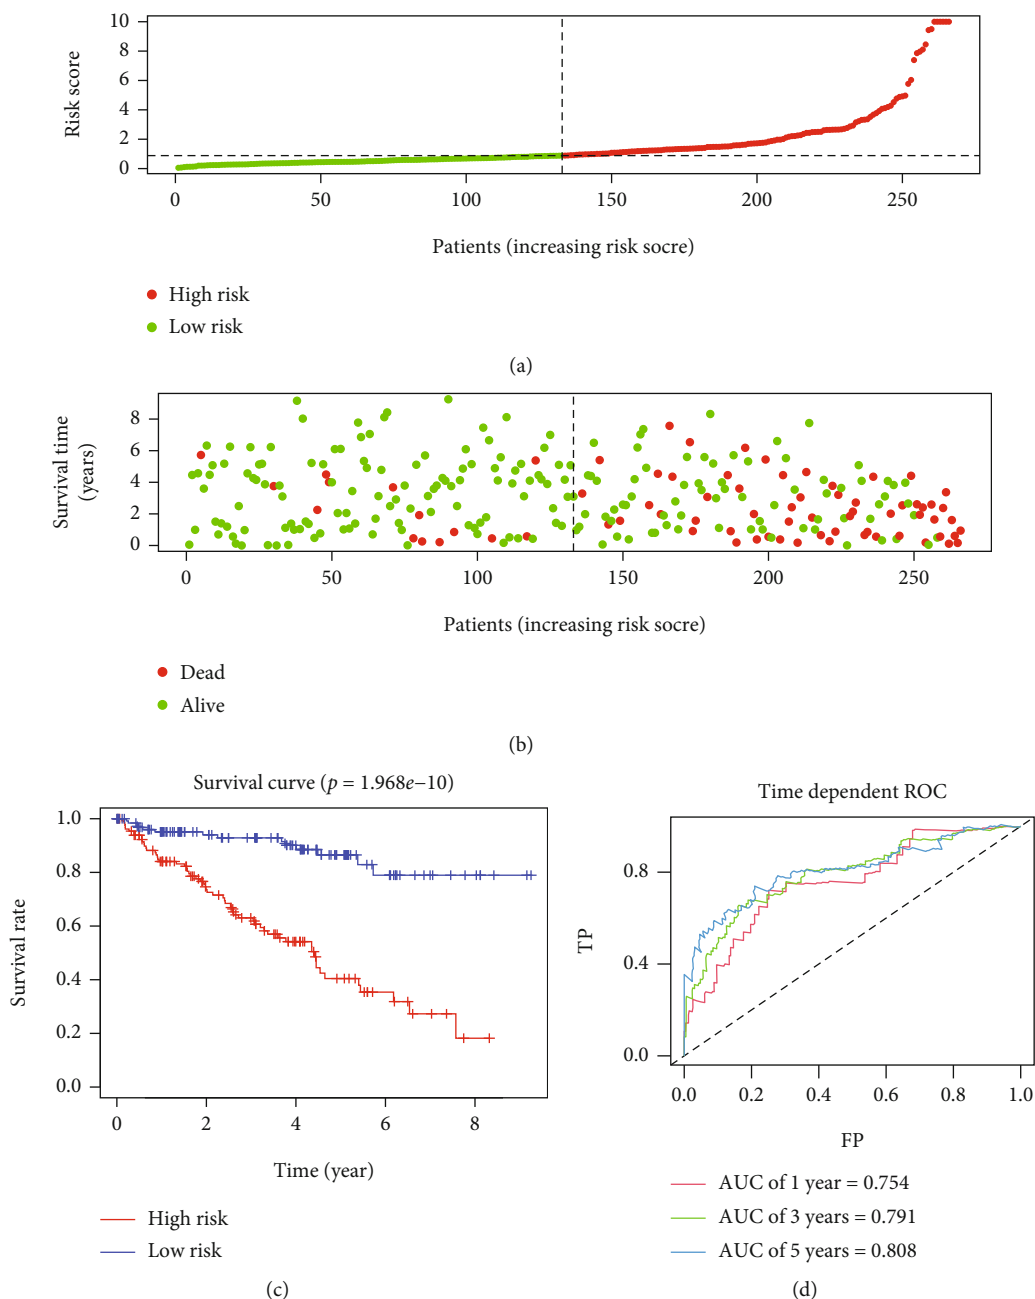 10
8
6
4
2
0
Risk score
0 50 100 150 200 250
Patients (increasing risk socre)
High risk
Low risk
(a)
8
6
4
2
0
Survival time
(years)
0 50 100 150 200 250
Patients (increasing risk socre)
Dead
Alive
(b)
Survival curve (p = 1.968e−10)
1.0
0.8
0.6
0.4
0.2
0.0
Survival rate
0 2 4 6 8
Time (year)
High risk
Low risk
(c)
Time dependent ROC
0.8
0.4
0.0
TP
0.0 0.2 0.4 0.6 0.8 1.0
FP
AUC of 1 year = 0.754
AUC of 3 years = 0.791
AUC of 5 years = 0.808
(d)